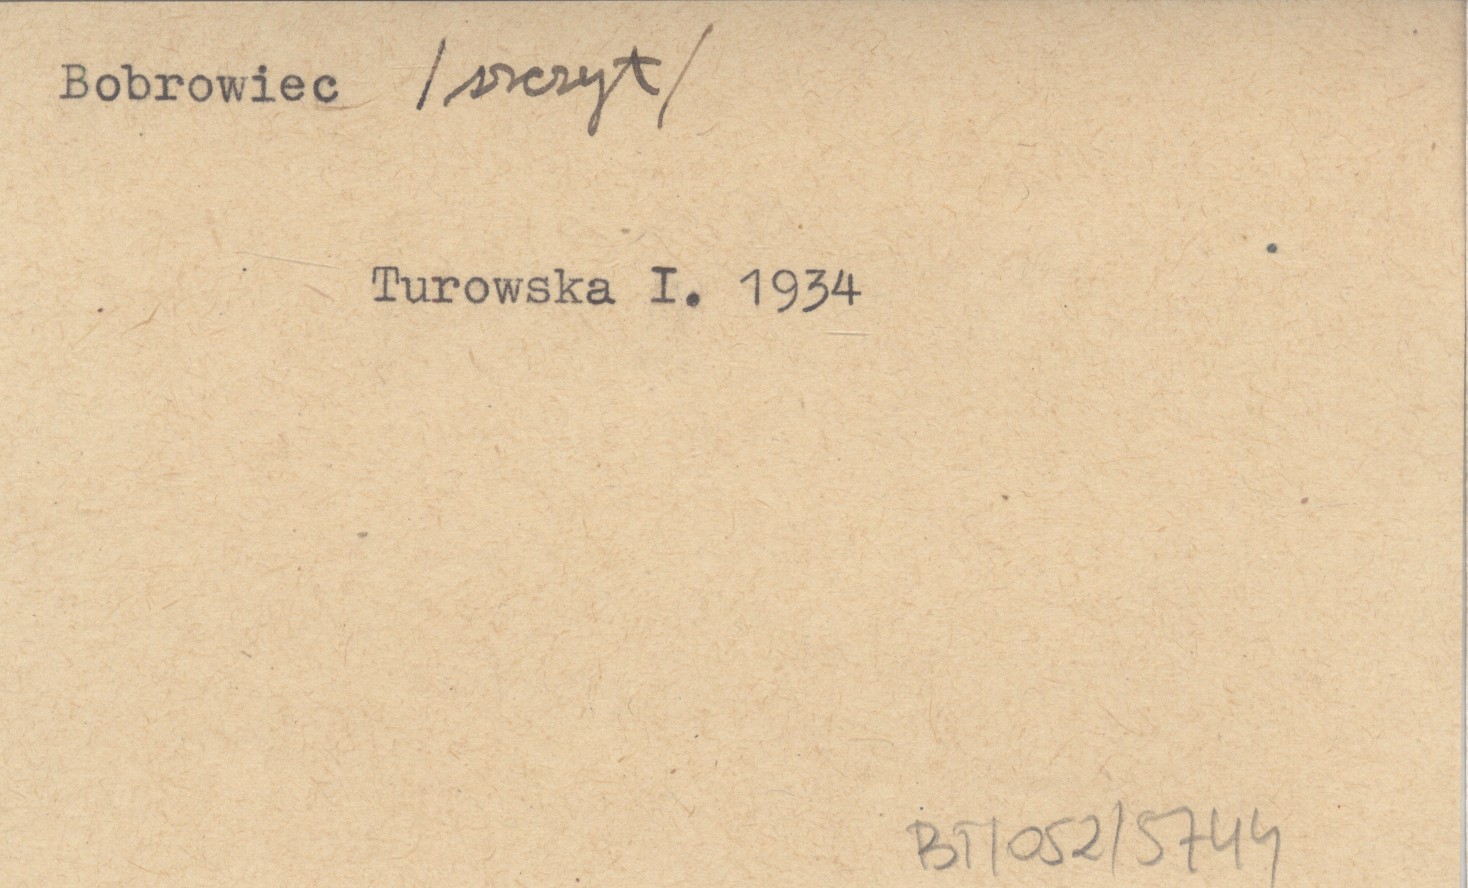 Bobrowiec /szczyt/
Turowska I. 1934
BT/052/5744